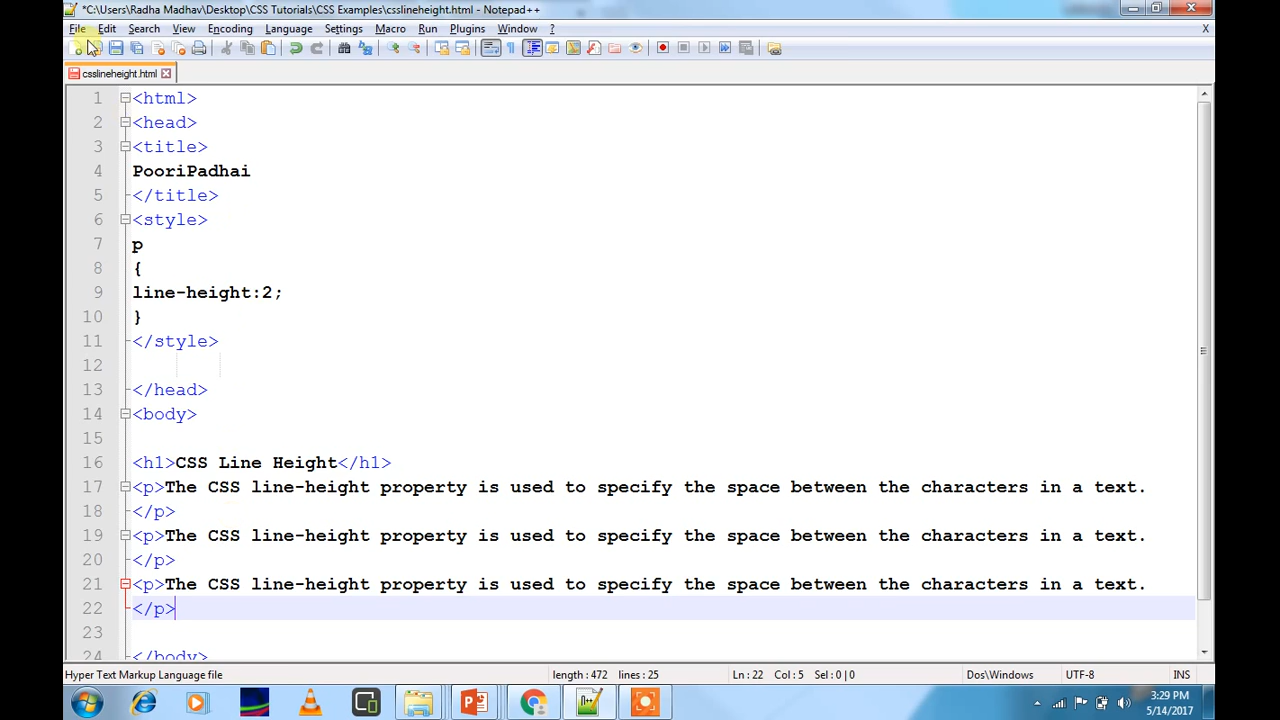 *C:\Users\Radha Madhav\Desktop\CSS Tutorials\CSS Examples\csslineheight.html - Notepad++
File Edit Search View Encoding Language Settings Macro Run Plugins Window ? X
csslineheight.html
1 <html>
2 <head>
3 <title>
4 PooriPadhai
5 </title>
6 <style>
7 p
8 {
9 line-height:2;
10 }
11 </style>
12
13 </head>
14 <body>
15
16 <h1>CSS Line Height</h1>
17 <p>The CSS line-height property is used to specify the space between the characters in a text.
18 </p>
19 <p>The CSS line-height property is used to specify the space between the characters in a text.
20 </p>
21 <p>The CSS line-height property is used to specify the space between the characters in a text.
22 </p>
23
24 </body>
Hyper Text Markup Language file length : 472 lines : 25 Ln : 22 Col : 5 Sel : 0 | 0 Dos\Windows UTF-8 INS
3:29 PM
5/14/2017